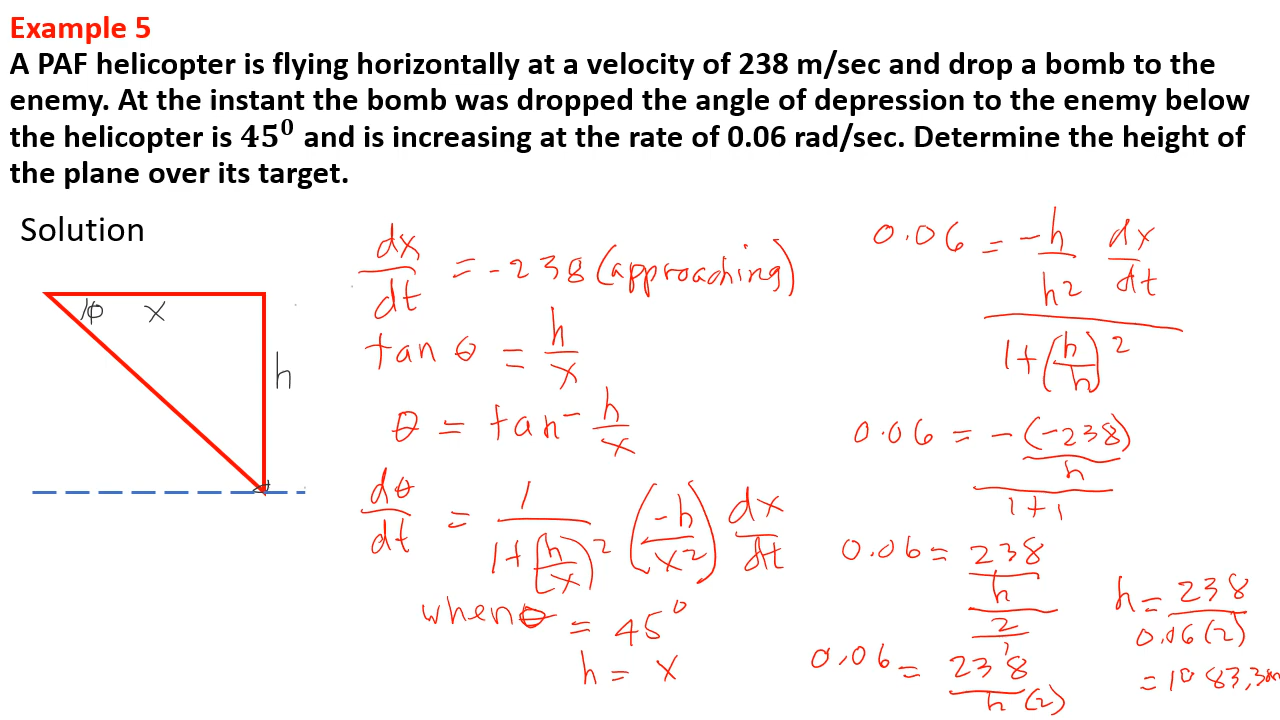 Example 5
A PAF helicopter is flying horizontally at a velocity of 238 m/sec and drop a bomb to the
enemy. At the instant the bomb was dropped the angle of depression to the enemy below
the helicopter is 45⁰ and is increasing at the rate of 0.06 rad/sec. Determine the height of
the plane over its target.
Solution
x
h
dx/dt = -238 (approaching)
tan θ = h/x
θ = tan⁻ h/x
dθ/dt = 1/(1+(h/x)²) (-h/x²) dx/dt
when θ = 45⁰
h = x
0.06 = (-h/h² dx/dt)/(1+(h/h)²)
0.06 = (-(-238)/h)/(1+1)
0.06 = (238/h)/(2/1)
0.06 = 238/(h(2))
h = 238/(0.06(2))
= 1983,3m